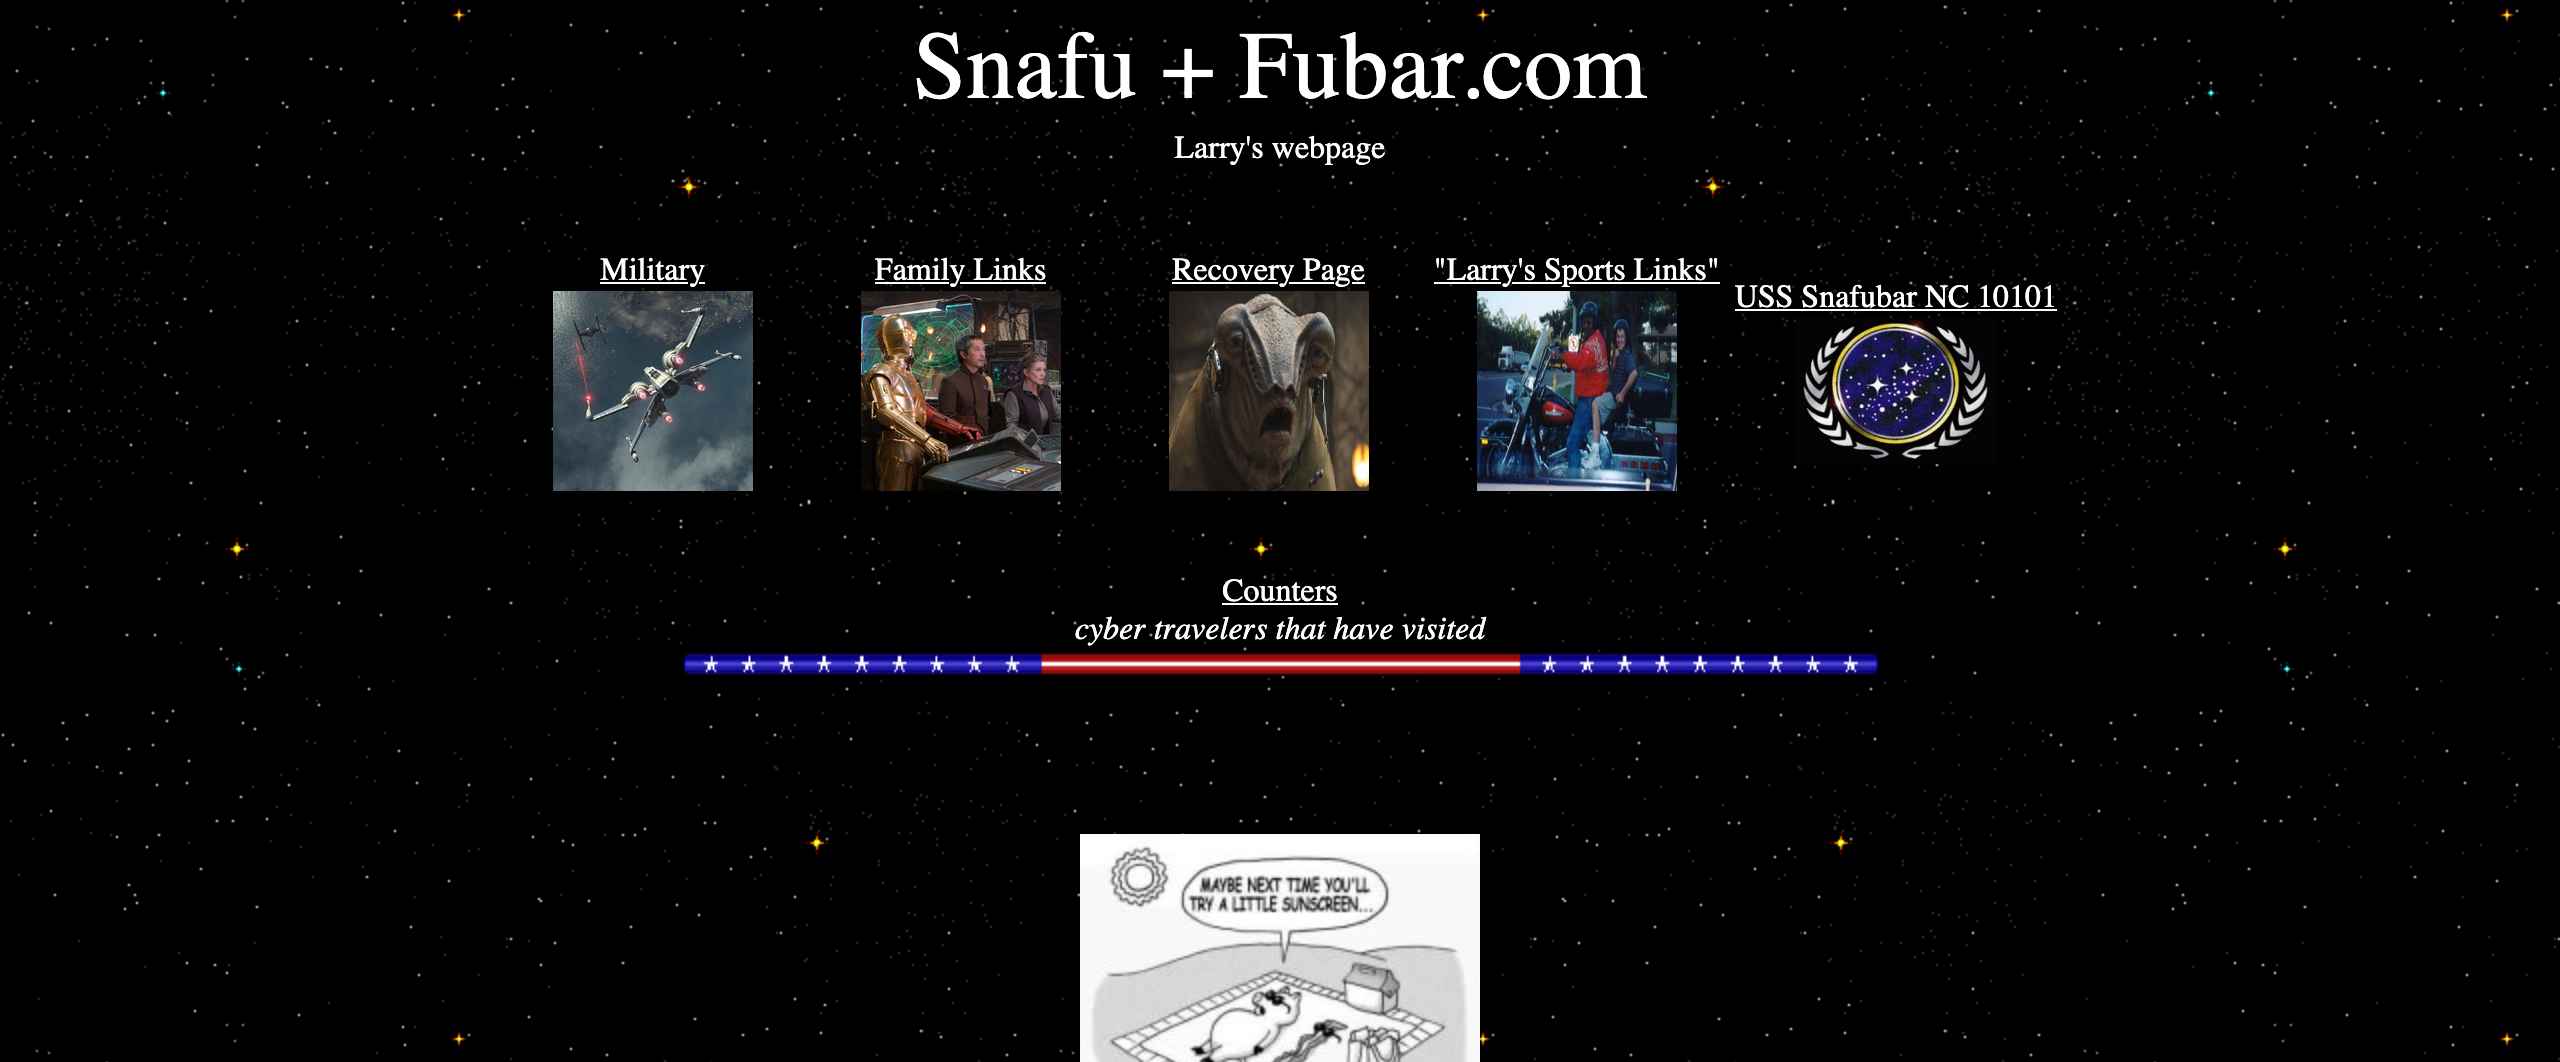 Snafu + Fubar.com
Larry's webpage
Military
Family Links
Recovery Page
"Larry's Sports Links"
USS Snafubar NC 10101
Counters
cyber travelers that have visited
MAYBE NEXT TIME YOU'LL
TRY A LITTLE SUNSCREEN...